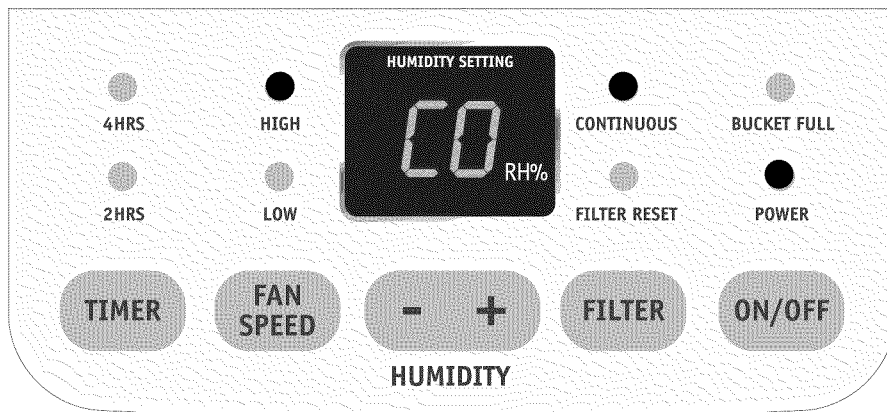 HUMIDITY SETTING
CO
RH%
4HRS
HIGH
CONTINUOUS
BUCKET FULL
2HRS
LOW
FILTER RESET
POWER
TIMER
FAN
SPEED
- +
FILTER
ON/OFF
HUMIDITY